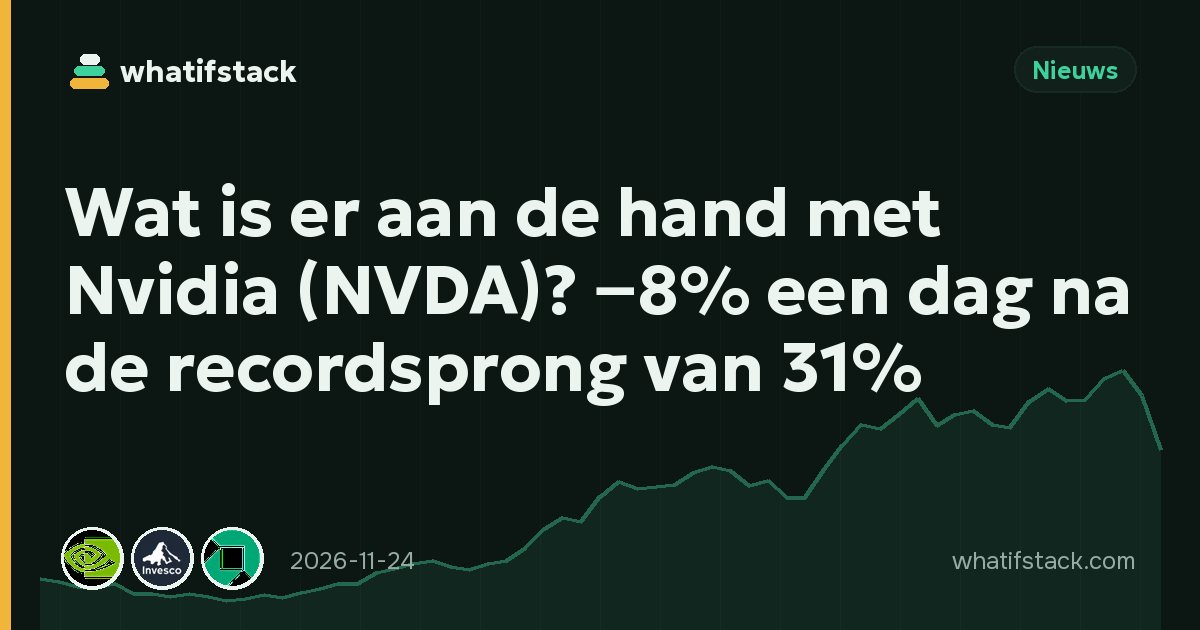 whatifstack
Nieuws
Wat is er aan de hand met
Nvidia (NVDA)? −8% een dag na
de recordsprong van 31%
Invesco
2026-11-24
whatifstack.com